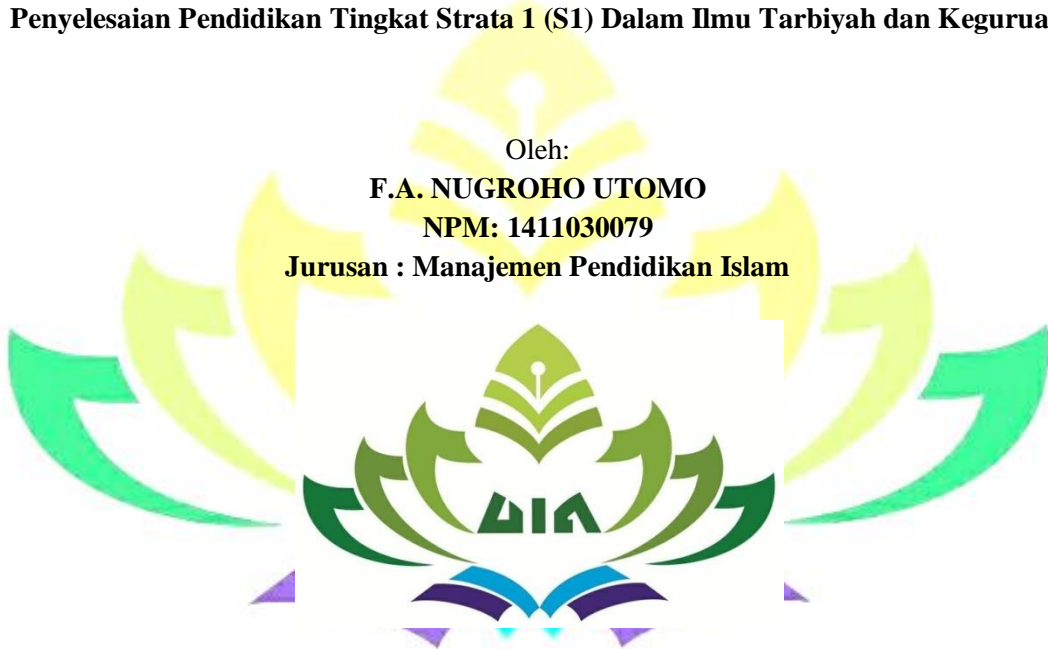 Penyelesaian Pendidikan Tingkat Strata 1 (S1) Dalam Ilmu Tarbiyah dan Kegurua
Oleh:
F.A. NUGROHO UTOMO
NPM: 1411030079
Jurusan : Manajemen Pendidikan Islam
UIN